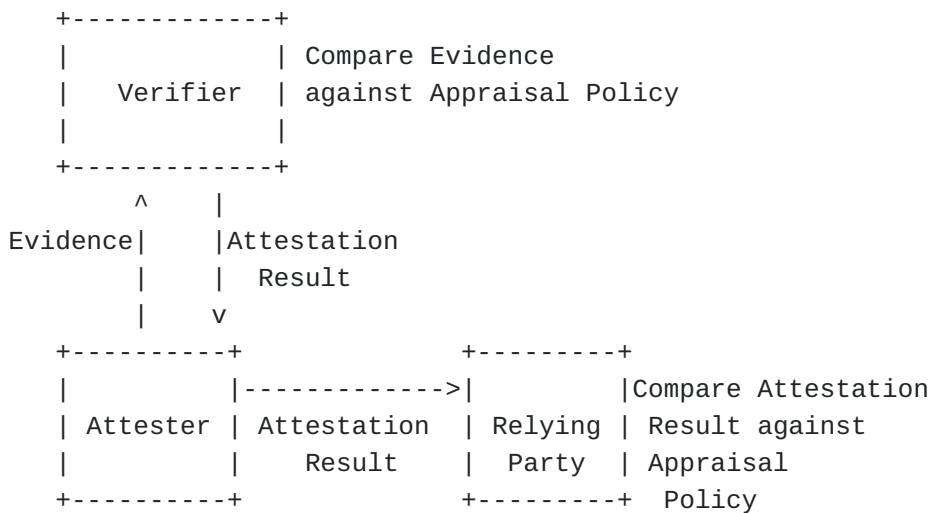 +-------------+
|             | Compare Evidence
|   Verifier  | against Appraisal Policy
|             |
+-------------+
     ^    |
Evidence|    |Attestation
     |    |  Result
     |    v
+----------+              +---------+
|          |------------->|         |Compare Attestation
| Attester | Attestation  | Relying | Result against
|          |    Result    |  Party  | Appraisal
+----------+              +---------+  Policy